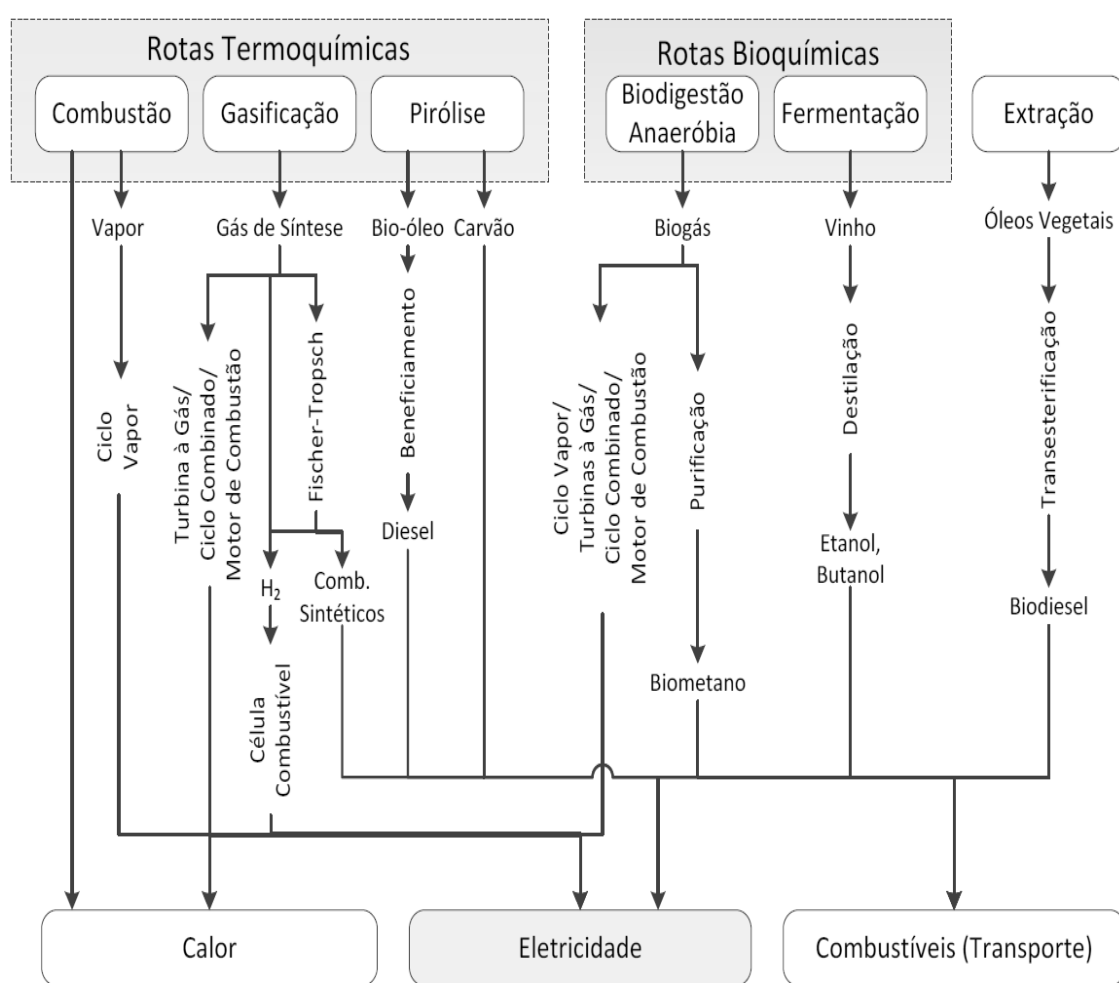 Rotas Termoquímicas
Rotas Bioquímicas
Combustão
Gasificação
Pirólise
Biodigestão
Anaeróbia
Fermentação
Extração
Vapor
Gás de Síntese
Bio-óleo
Carvão
Biogás
Vinho
Óleos Vegetais
Ciclo
Vapor
Turbina à Gás/
Ciclo Combinado/
Motor de Combustão
Fischer-Tropsch
Beneficiamento
Ciclo Vapor/
Turbinas à Gás/
Ciclo Combinado/
Motor de Combustão
Purificação
Destilação
Transesterificação
Diesel
H₂
Comb.
Sintéticos
Etanol,
Butanol
Biodiesel
Célula
Combustível
Biometano
Calor
Eletricidade
Combustíveis (Transporte)